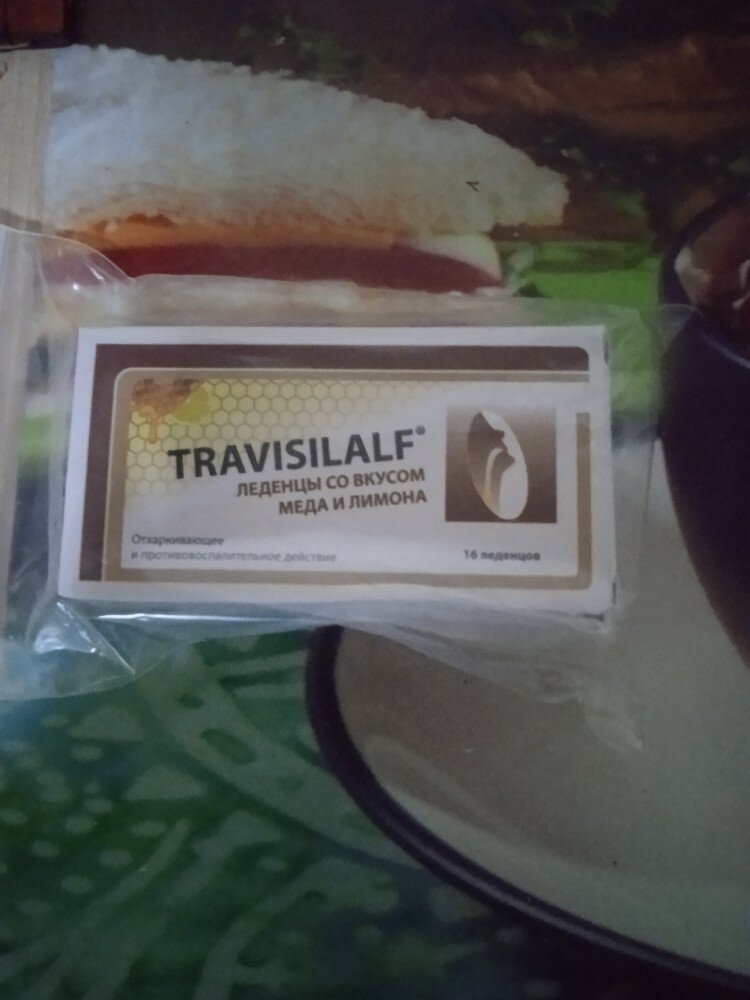 TRAVISILALF®
ЛЕДЕНЦЫ СО ВКУСОМ
МЕДА И ЛИМОНА
Отхаркивающее
и противовоспалительное действие
16 леденцов